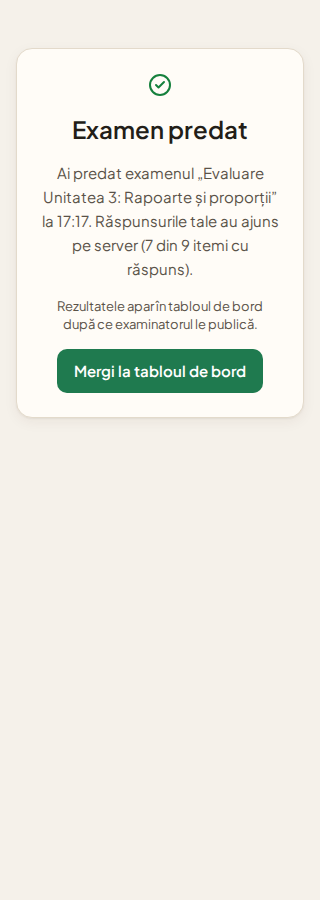 Examen predat
Ai predat examenul „Evaluare
Unitatea 3: Rapoarte și proporții”
la 17:17. Răspunsurile tale au ajuns
pe server (7 din 9 itemi cu
răspuns).
Rezultatele apar în tabloul de bord
după ce examinatorul le publică.
Mergi la tabloul de bord